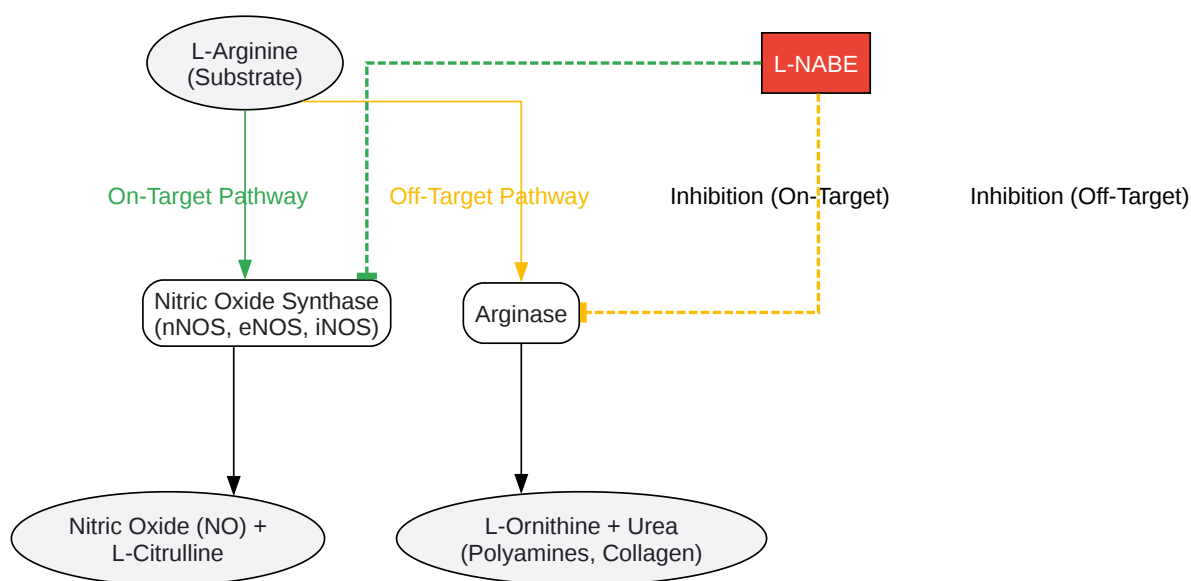 L-Arginine
(Substrate)
L-NABE
On-Target Pathway
Off-Target Pathway
Inhibition (On-Target)
Inhibition (Off-Target)
Nitric Oxide Synthase
(nNOS, eNOS, iNOS)
Arginase
Nitric Oxide (NO) +
L-Citrulline
L-Ornithine + Urea
(Polyamines, Collagen)